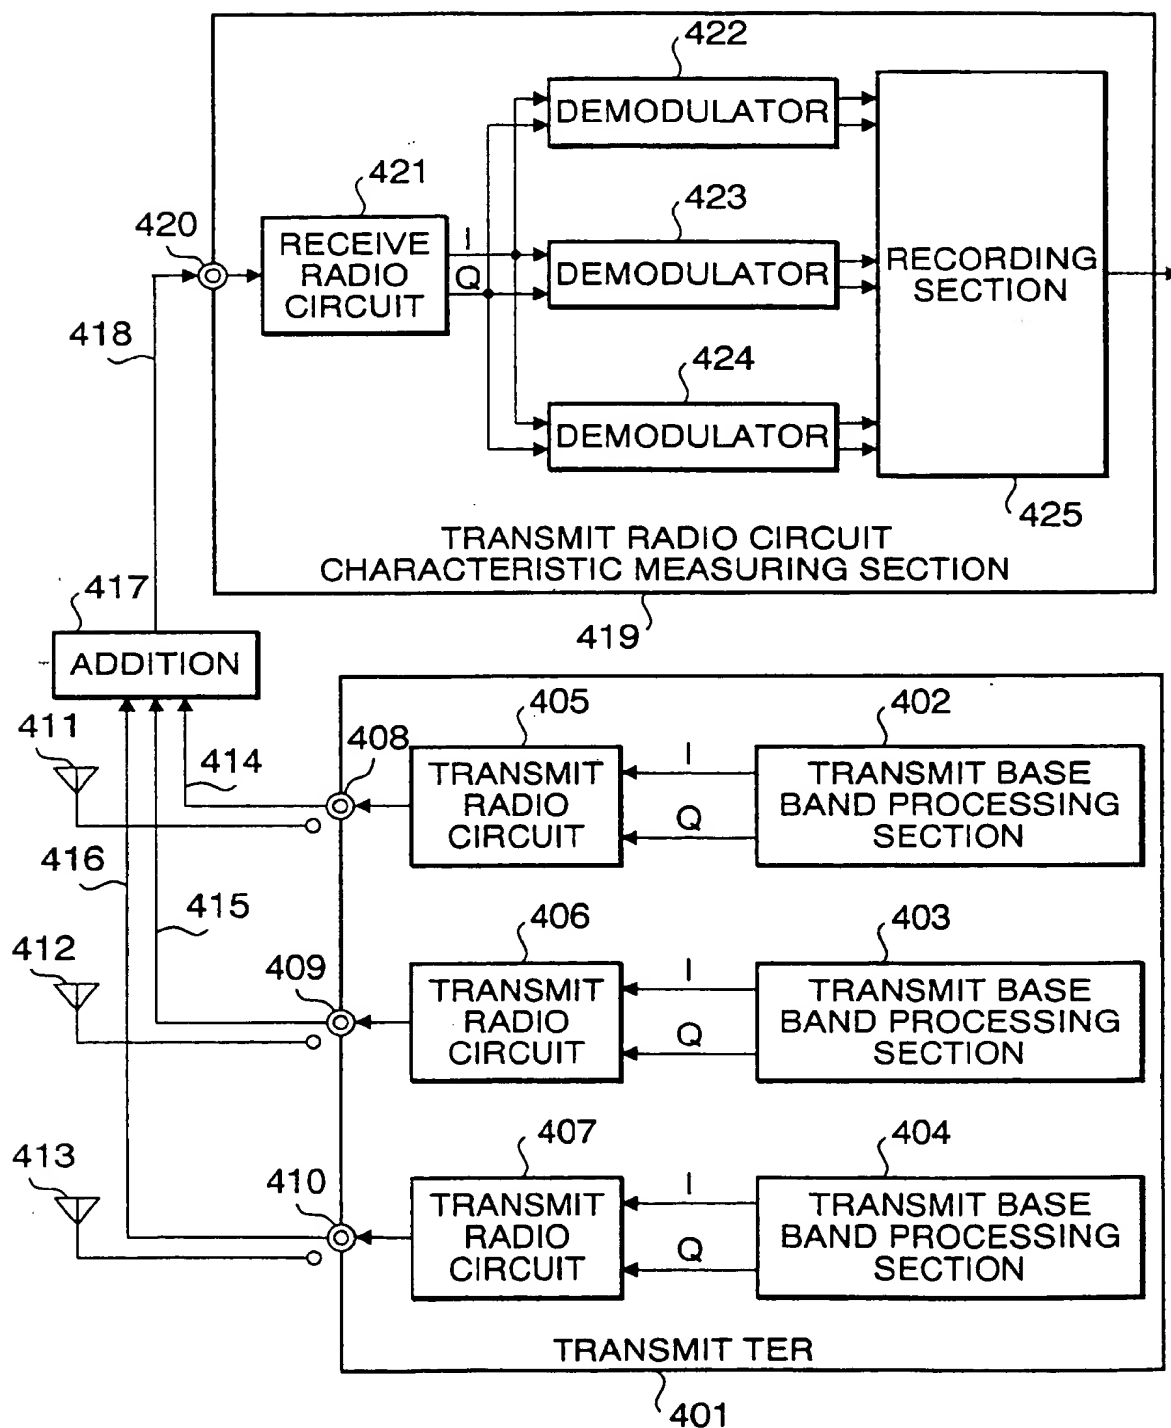 422
DEMODULATOR
421
423
420
RECEIVE
RADIO
CIRCUIT
I
Q
DEMODULATOR
RECORDING
SECTION
418
424
DEMODULATOR
425
TRANSMIT RADIO CIRCUIT
CHARACTERISTIC MEASURING SECTION
417
419
ADDITION
405
402
411
408
414
TRANSMIT
RADIO
CIRCUIT
I
Q
TRANSMIT BASE
BAND PROCESSING
SECTION
416
415
406
403
412
409
TRANSMIT
RADIO
CIRCUIT
I
Q
TRANSMIT BASE
BAND PROCESSING
SECTION
407
404
413
410
TRANSMIT
RADIO
CIRCUIT
I
Q
TRANSMIT BASE
BAND PROCESSING
SECTION
TRANSMIT TER
401